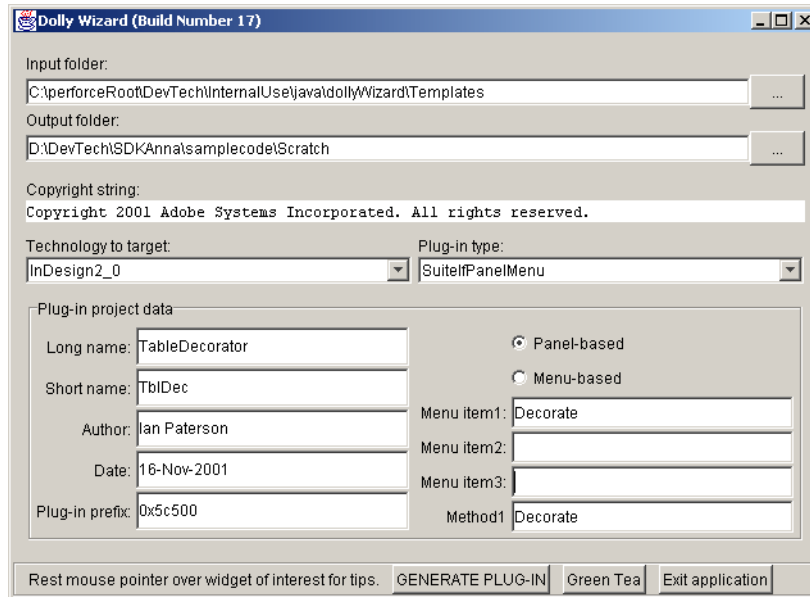 Dolly Wizard (Build Number 17)
Input folder:
C:\perforceRoot\DevTech\InternalUse\java\dollyWizard\Templates
...
Output folder:
D:\DevTech\SDKAnna\samplecode\Scratch
...
Copyright string:
Copyright 2001 Adobe Systems Incorporated. All rights reserved.
Technology to target:
Plug-in type:
InDesign2_0
SuiteIfPanelMenu
Plug-in project data
Long name: TableDecorator
Panel-based
Short name: TblDec
Menu-based
Author: Ian Paterson
Menu item1: Decorate
Menu item2:
Date: 16-Nov-2001
Menu item3:
Plug-in prefix: 0x5c500
Method1 Decorate
Rest mouse pointer over widget of interest for tips. GENERATE PLUG-IN Green Tea Exit application